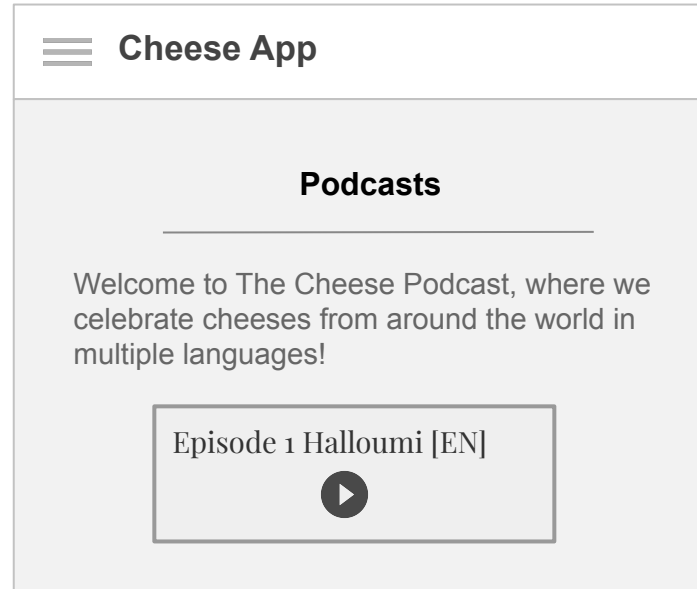 Cheese App
Podcasts
Welcome to The Cheese Podcast, where we
celebrate cheeses from around the world in
multiple languages!
Episode 1 Halloumi [EN]